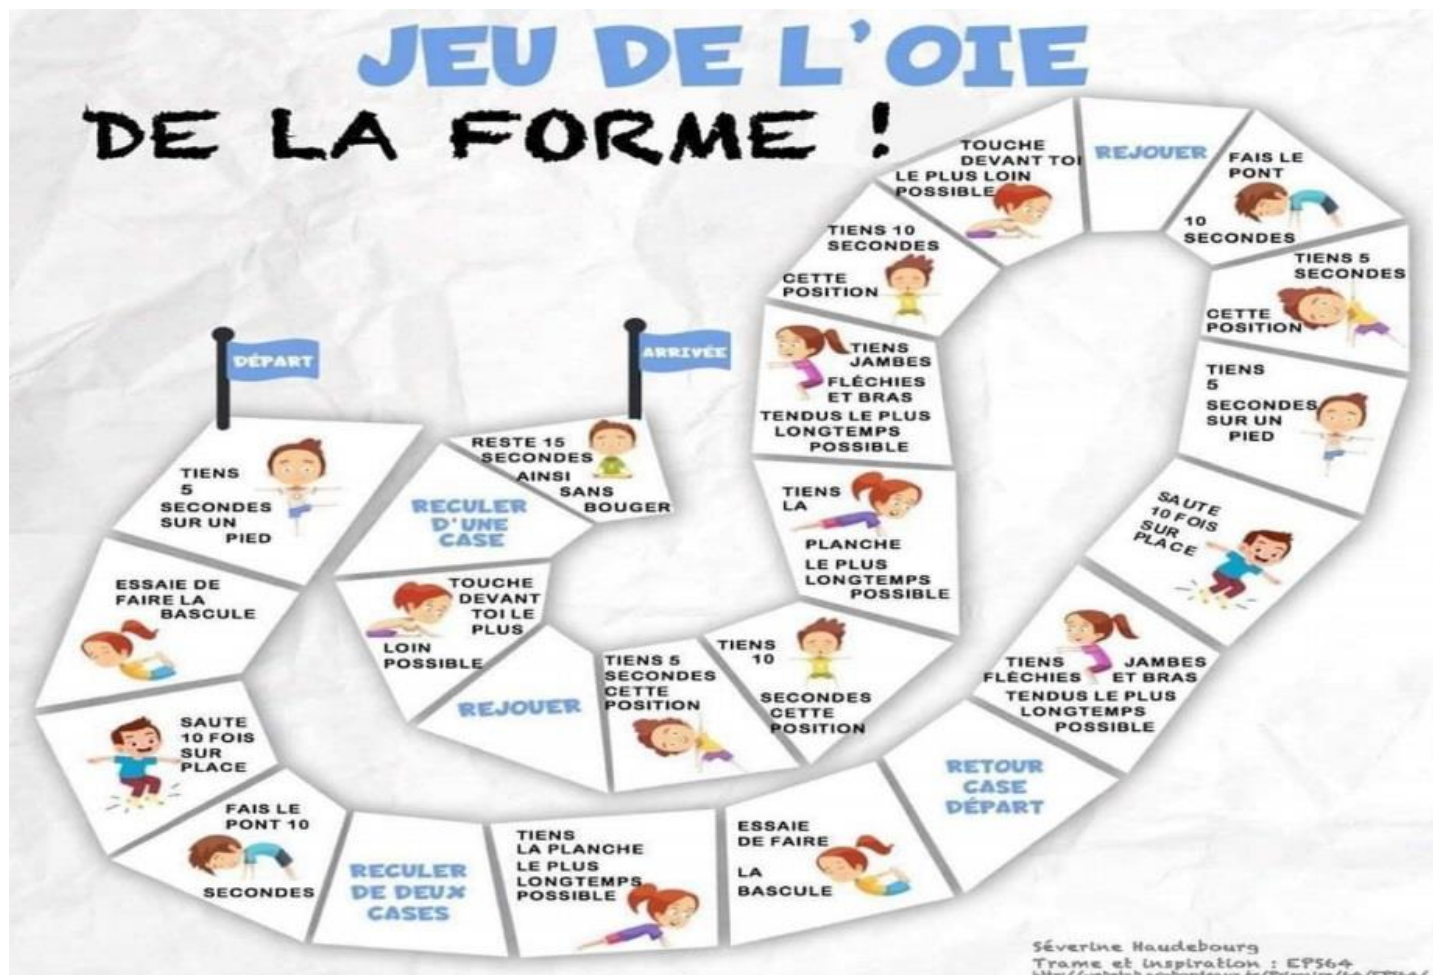 JEU DE L'OIE
DE LA FORME !
DÉPART
TIENS
5
SECONDES
SUR UN
PIED
ESSAIE DE
FAIRE LA
BASCULE
SAUTE
10 FOIS
SUR
PLACE
FAIS LE
PONT 10
SECONDES
RECULER
DE DEUX
CASES
TIENS
LA PLANCHE
LE PLUS
LONGTEMPS
POSSIBLE
ESSAIE
DE FAIRE
LA
BASCULE
RETOUR
CASE
DÉPART
TIENS JAMBES
FLÉCHIES ET BRAS
TENDUS LE PLUS
LONGTEMPS
POSSIBLE
SAUTE
10 FOIS
SUR
PLACE
TIENS
5
SECONDES
SUR UN
PIED
TIENS 5
SECONDES
CETTE
POSITION
FAIS LE
PONT
10
SECONDES
REJOUER
TOUCHE
DEVANT TOI
LE PLUS LOIN
POSSIBLE
TIENS 10
SECONDES
CETTE
POSITION
TIENS
JAMBES
FLÉCHIES
ET BRAS
TENDUS LE PLUS
LONGTEMPS
POSSIBLE
TIENS
LA
PLANCHE
LE PLUS
LONGTEMPS
POSSIBLE
TIENS
10
SECONDES
CETTE
POSITION
TIENS 5
SECONDES
CETTE
POSITION
REJOUER
TOUCHE
DEVANT
TOI LE
PLUS
LOIN
POSSIBLE
RECULER
D'UNE
CASE
RESTE 15
SECONDES
AINSI
SANS
BOUGER
ARRIVÉE
Séverine Haudebourg
Trame et inspiration : EPS64